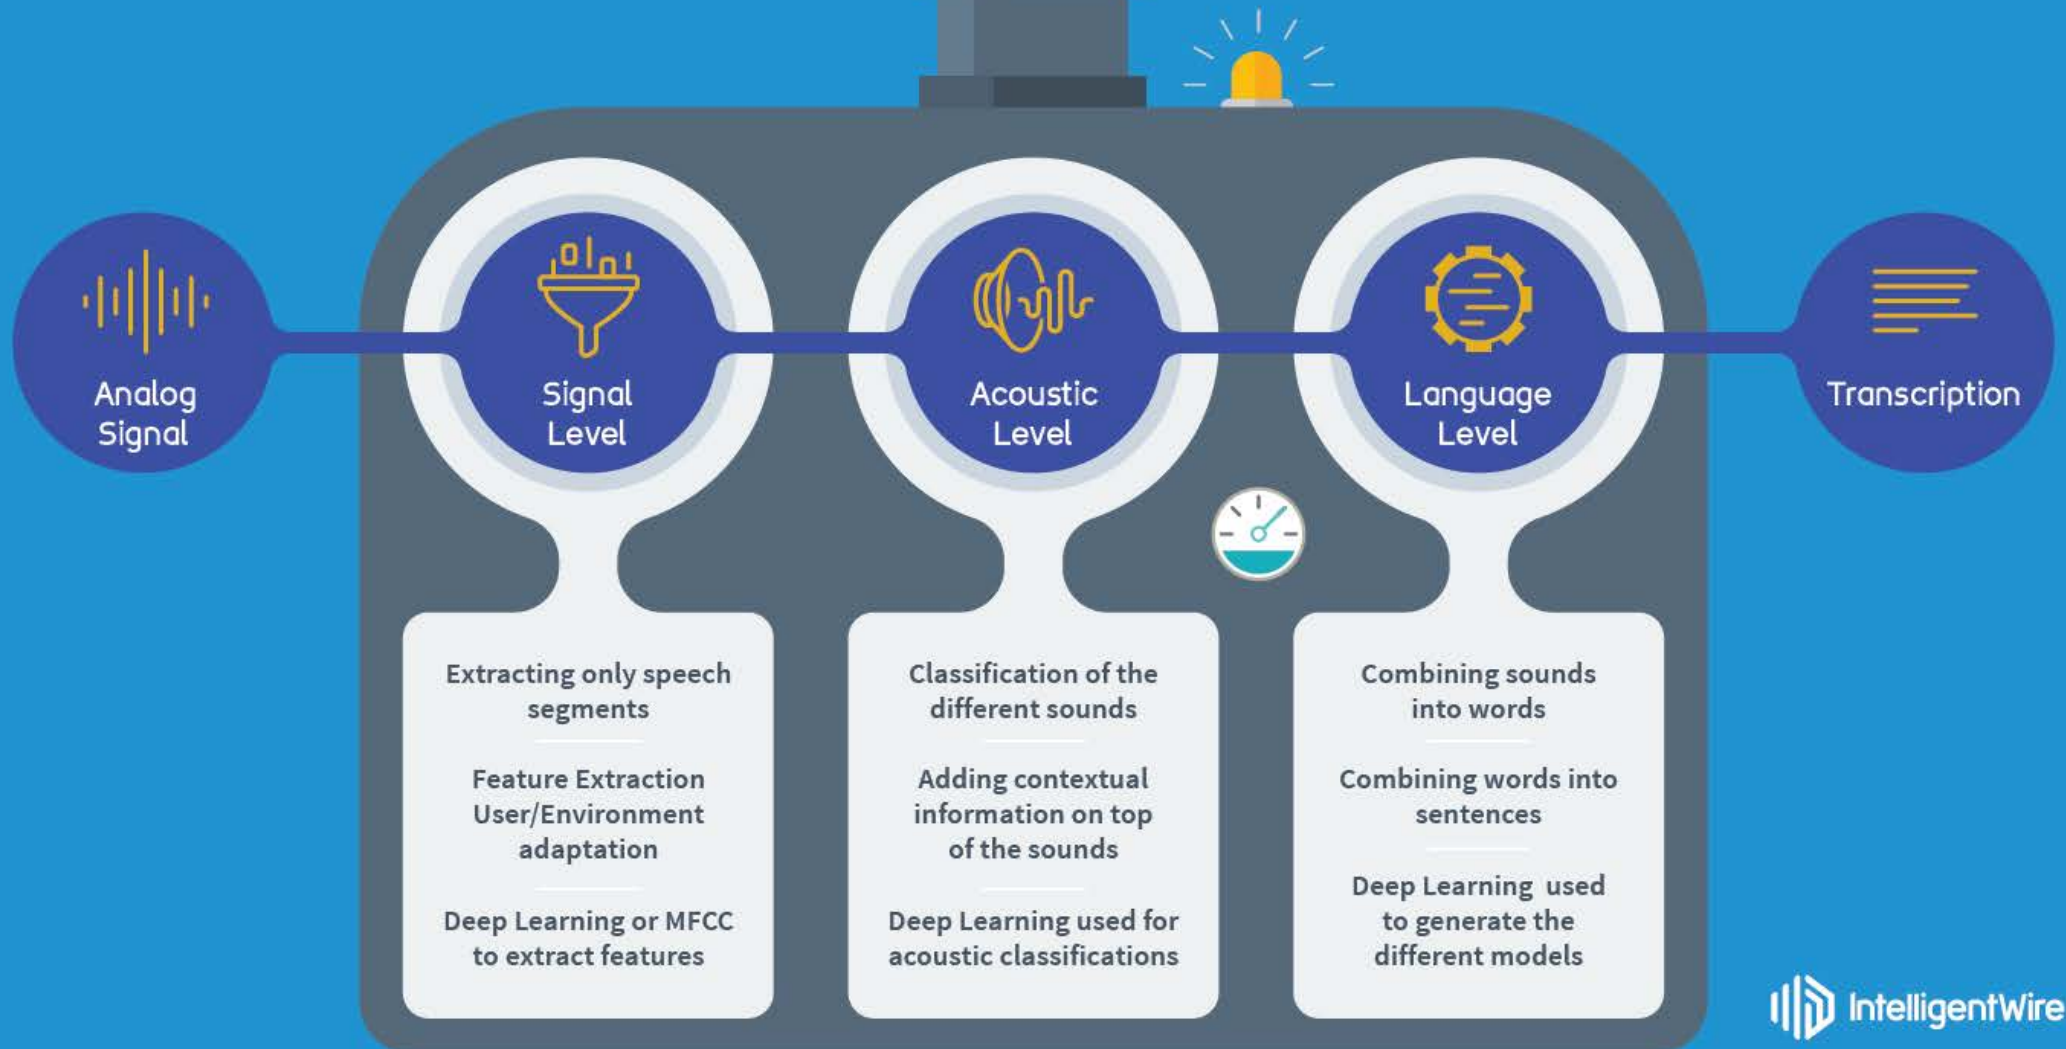 Analog
Signal
Signal
Level
Acoustic
Level
Language
Level
Transcription
Extracting only speech
segments
Feature Extraction
User/Environment
adaptation
Deep Learning or MFCC
to extract features
Classification of the
different sounds
Adding contextual
information on top
of the sounds
Deep Learning used for
acoustic classifications
Combining sounds
into words
Combining words into
sentences
Deep Learning  used
to generate the
different models
IntelligentWire